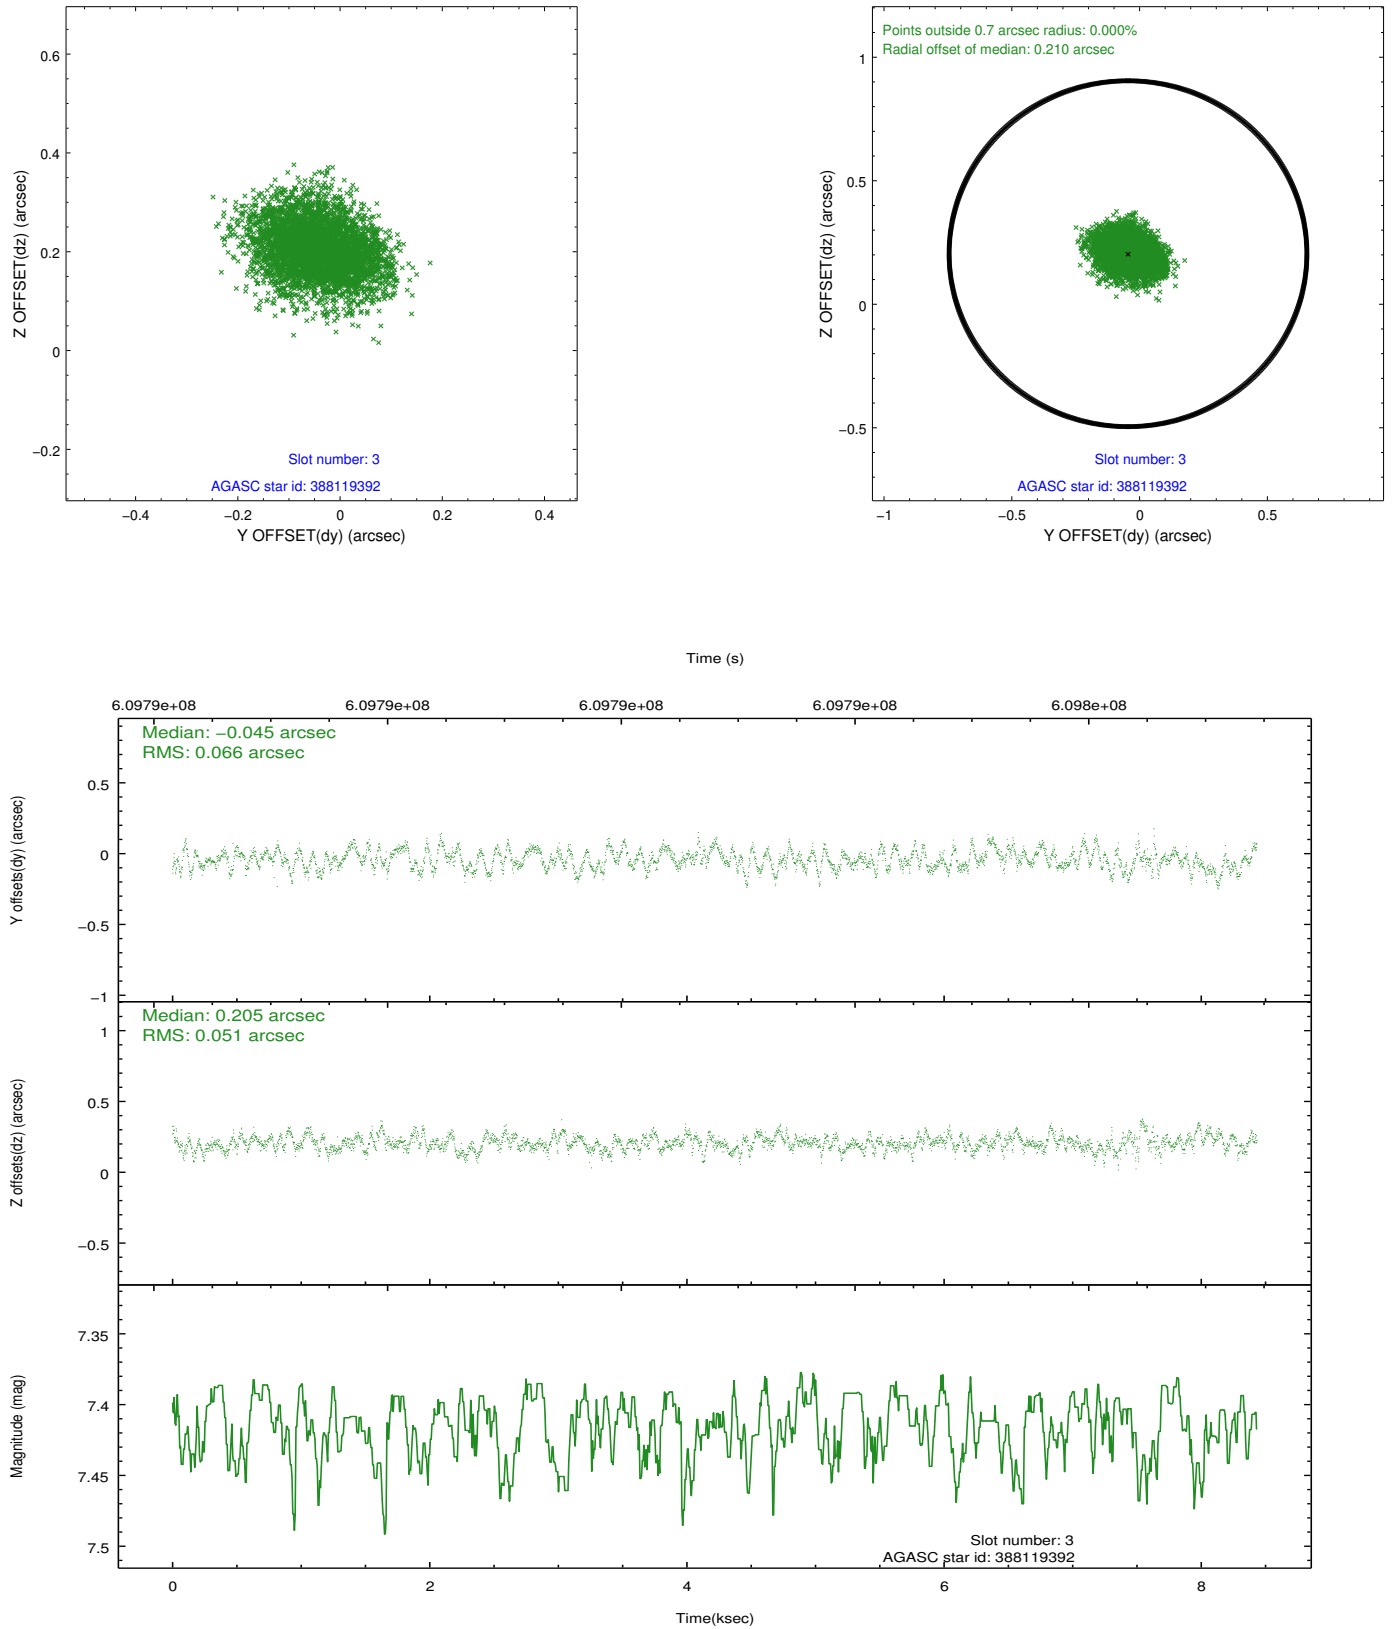 0.6
0.4
0.2
0
−0.2
Z OFFSET(dz) (arcsec)
Slot number: 3
AGASC star id: 388119392
−0.4
−0.2
0
0.2
0.4
Y OFFSET(dy) (arcsec)
Points outside 0.7 arcsec radius: 0.000%
Radial offset of median: 0.210 arcsec
1
0.5
0
−0.5
Z OFFSET(dz) (arcsec)
Slot number: 3
AGASC star id: 388119392
−1
−0.5
0
0.5
Y OFFSET(dy) (arcsec)
Time (s)
6.0979e+08
6.0979e+08
6.0979e+08
6.0979e+08
6.098e+08
Median: −0.045 arcsec
RMS: 0.066 arcsec
0.5
0
−0.5
−1
Y offsets(dy) (arcsec)
Median: 0.205 arcsec
RMS: 0.051 arcsec
1
0.5
0
−0.5
Z offsets(dz) (arcsec)
7.35
7.4
7.45
7.5
Magnitude (mag)
Slot number: 3
AGASC star id: 388119392
0
2
4
6
8
Time(ksec)